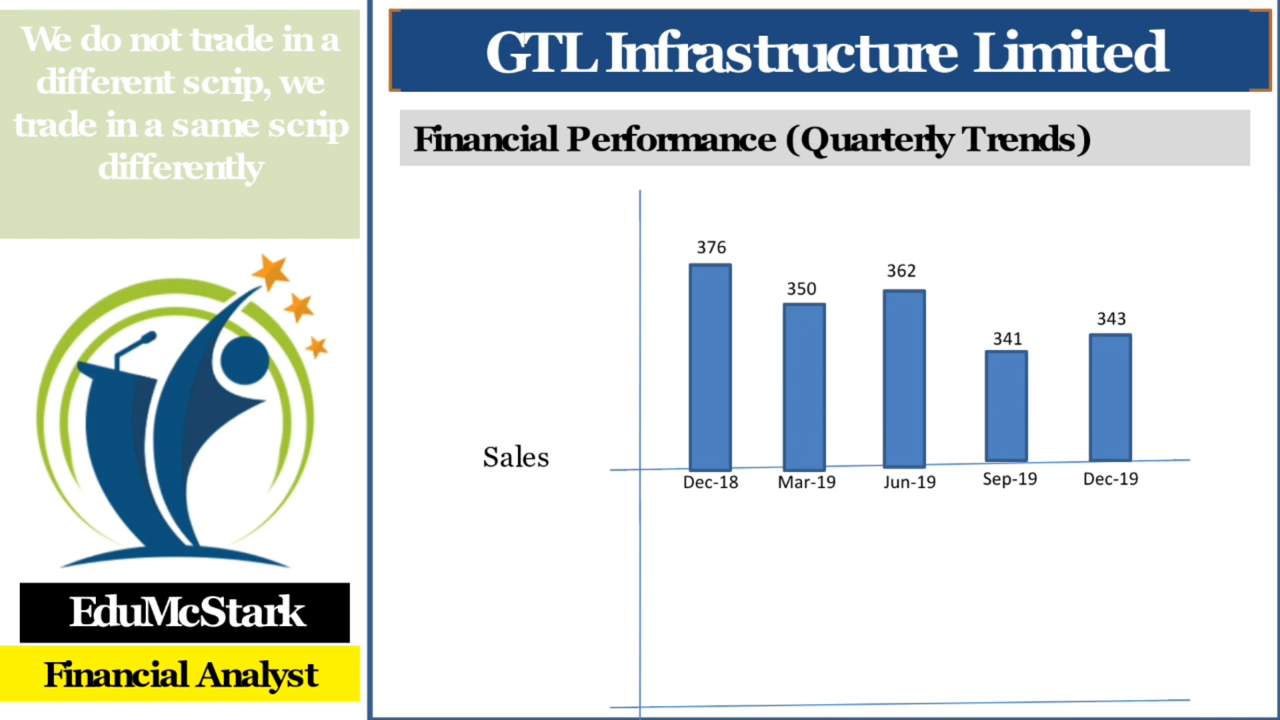 We do not trade in a
different scrip, we
trade in a same scrip
differently
EduMcStark
Financial Analyst
GTL Infrastructure Limited
Financial Performance (Quarterly Trends)
376
350
362
341
343
Sales
Dec-18
Mar-19
Jun-19
Sep-19
Dec-19